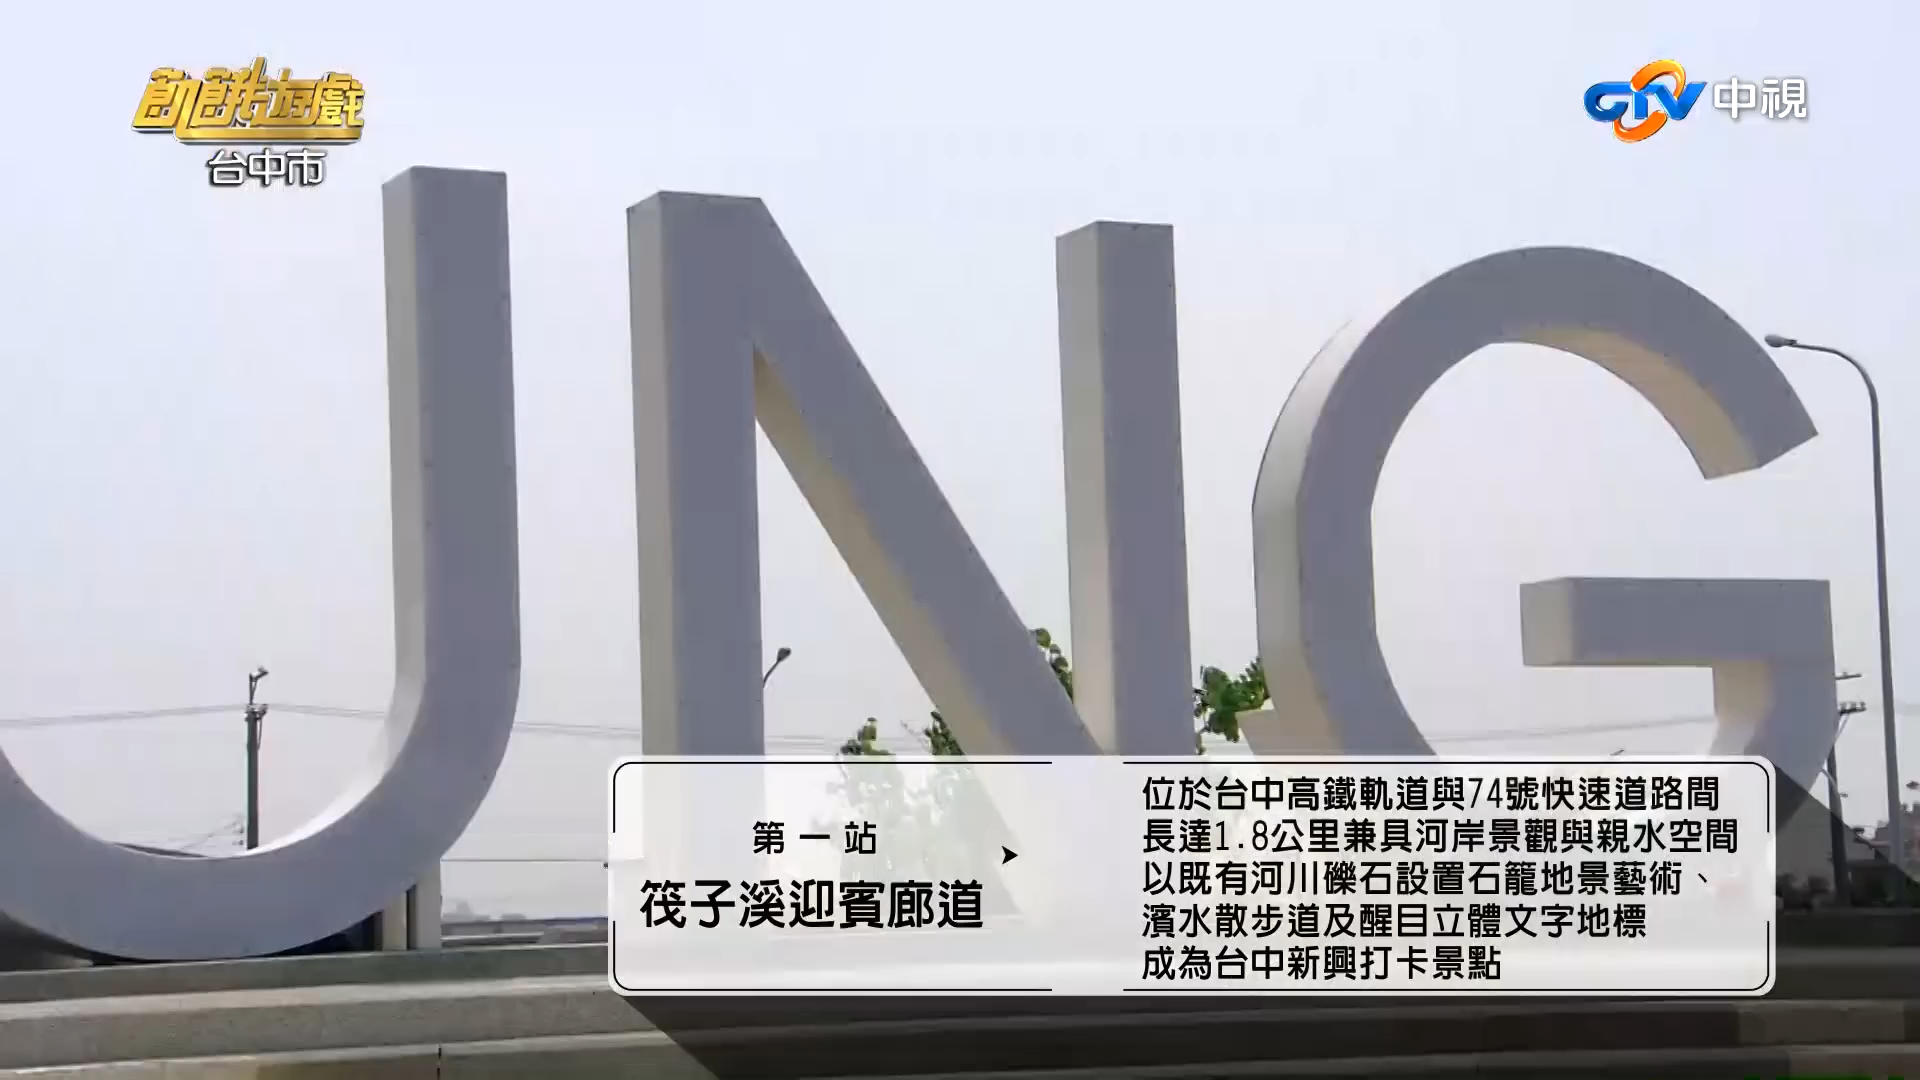 飢餓遊戲
台中市
CTV中視
UNG
第一站
筏子溪迎賓廊道
位於台中高鐵軌道與74號快速道路間
長達1.8公里兼具河岸景觀與親水空間
以既有河川礫石設置石籠地景藝術、
濱水散步道及醒目立體文字地標
成為台中新興打卡景點